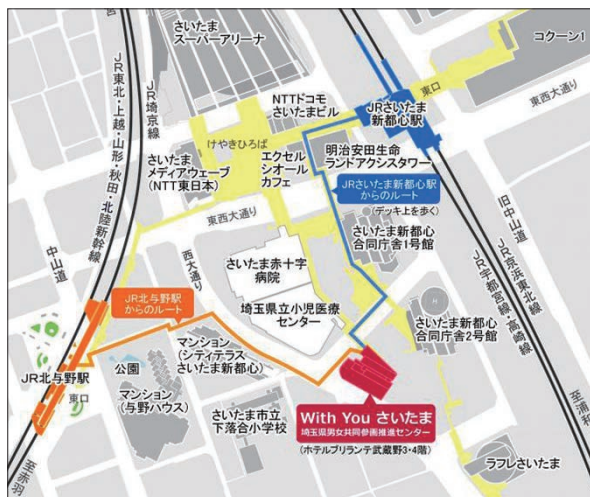 さいたま
スーパーアリーナ
コクーン1
JR東北・上越・山形・秋田・北陸新幹線
JR埼京線
NTTドコモ
さいたまビル
JRさいたま
新都心駅
東口
東西大通り
けやきひろば
さいたま
メディアウェーブ
(NTT東日本)
エクセル
シオール
カフェ
明治安田生命
ランドアクシスタワー
JRさいたま新都心駅
からのルート
(デッキ上を歩く)
旧中山道
中山道
東西大通り
西大通り
さいたま新都心
合同庁舎1号館
JR京浜東北線
JR宇都宮線・高崎線
さいたま赤十字
病院
埼玉県立小児医療
センター
H
さいたま新都心
合同庁舎2号館
JR北与野駅
からのルート
マンション
(シティテラス
さいたま新都心)
公園
JR北与野駅
東口
マンション
(与野ハウス)
さいたま市立
下落合小学校
With You さいたま
埼玉県男女共同参画推進センター
(ホテルブリランテ武蔵野3・4階)
ラフレさいたま
至赤羽
至浦和